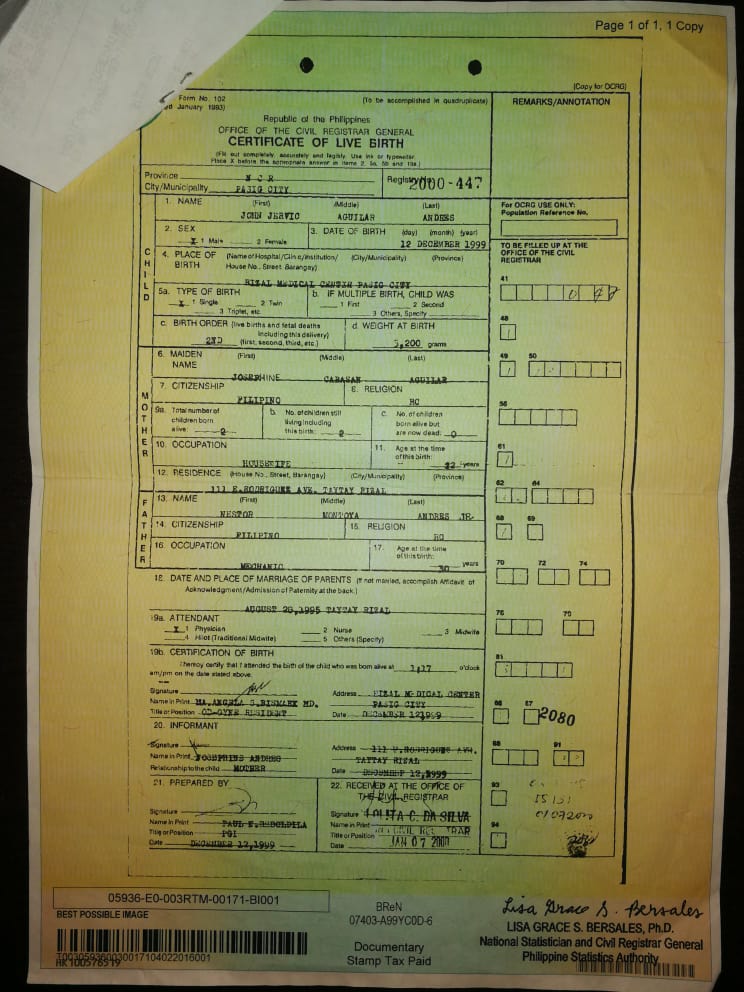 Page 1 of 1, 1 Copy
(Copy for OCRG)
Form No. 102 (To be accomplished in quadruplicate)
January 1993)
REMARKS/ANNOTATION
Republic of the Philippines
OFFICE OF THE CIVIL REGISTRAR GENERAL
CERTIFICATE OF LIVE BIRTH
(Fill out completely, accurately and legibly. Use ink or typewriter.
Place X before the appropriate answer in items 2, 5a, 5b and 19a.)
Province N C R
City/Municipality PASIG CITY
2000-447
For OCRG USE ONLY:
Population Reference No.
TO BE FILLED UP AT THE
OFFICE OF THE CIVIL
REGISTRAR
CHILD
1. NAME (First) (Middle) (Last)
JOHN JERVIC AGUILAR ANDRES
2. SEX
X 1 Male 2 Female
3. DATE OF BIRTH (day) (month) (year)
12 DECEMBER 1999
4. PLACE OF BIRTH (Name of Hospital/Clinic/Institution/ (City/Municipality) (Province)
House No., Street, Barangay)
RIZAL MEDICAL CENTER PASIG CITY
5a. TYPE OF BIRTH
X 1 Single 2 Twin
3 Triplet, etc.
b. IF MULTIPLE BIRTH, CHILD WAS
1 First 2 Second
3 Others, Specify
c. BIRTH ORDER (live births and fetal deaths
including this delivery)
2ND (first, second, third, etc.)
d. WEIGHT AT BIRTH
grams
MOTHER
6. MAIDEN NAME (First) (Middle) (Last)
JOSEPHINE CABASAN AGUILAR
7. CITIZENSHIP
FILIPINO
8. RELIGION
RC
9a. Total number of
children born
alive: 2
b. No. of children still
living including
this birth: 2
c. No. of children
born alive but
are now dead: 0
10. OCCUPATION
HOUSEWIFE
11. Age at the time
of this birth:
years
12. RESIDENCE (House No., Street, Barangay) (City/Municipality) (Province)
111 E.RODRIGUEZ AVE. TAYTAY RIZAL
FATHER
13. NAME (First) (Middle) (Last)
NESTOR MONTOYA ANDRES JR.
14. CITIZENSHIP
FILIPINO
15. RELIGION
RC
16. OCCUPATION
MECHANIC
17. Age at the time
of this birth:
30 years
18. DATE AND PLACE OF MARRIAGE OF PARENTS (If not married, accomplish Affidavit of
Acknowledgment/Admission of Paternity at the back.)
AUGUST 28,1995 TAYTAY RIZAL
19a. ATTENDANT
X 1 Physician 2 Nurse 3 Midwife
4 Hilot (Traditional Midwife) 5 Others (Specify)
19b. CERTIFICATION OF BIRTH
I hereby certify that I attended the birth of the child who was born alive at 1:17 o'clock
am/pm on the date stated above.
Signature
Name in Print MA.ANGELA S.BISMARK MD.
Title or Position OB-GYNE RESIDENT
Address RIZAL MEDICAL CENTER
PASIG CITY
Date DECEMBER 12,1999
20. INFORMANT
Signature
Name in Print JOSEPHINE ANDRES
Relationship to the child MOTHER
Address
TAYTAY RIZAL
Date DECEMBER 12,1999
21. PREPARED BY
Signature
Name in Print
Title or Position PGI
Date DECEMBER 12,1999
22. RECEIVED AT THE OFFICE OF
THE CIVIL REGISTRAR
Signature
Name in Print LOLITA C. DA SILVA
Title or Position
Date JAN 07 2000
41
48
49 50
56
61
62 64
68 69
70 72 74
76 79
81
86 87
2080
88 91
93
94
05936-E0-003RTM-00171-BI001
BEST POSSIBLE IMAGE
T003059360030017104022016001
HK100578519
BReN
07403-A99YC0D-6
Documentary
Stamp Tax Paid
Lisa Grace S. Bersales
LISA GRACE S. BERSALES, Ph.D.
National Statistician and Civil Registrar General
Philippine Statistics Authority